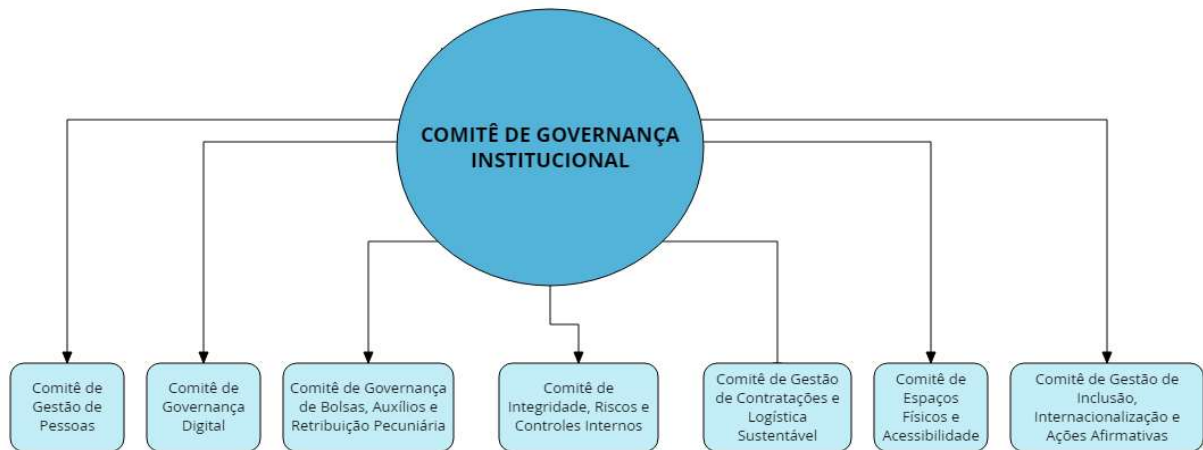 COMITÊ DE GOVERNANÇA
INSTITUCIONAL
Comitê de
Gestão de
Pessoas
Comitê de
Governança
Digital
Comitê de Governança
de Bolsas, Auxílios e
Retribuição Pecuniária
Comitê de
Integridade, Riscos e
Controles Internos
Comitê de Gestão
de Contratações e
Logística
Sustentável
Comitê de
Espaços
Físicos e
Acessibilidade
Comitê de Gestão de
Inclusão,
Internacionalização e
Ações Afirmativas